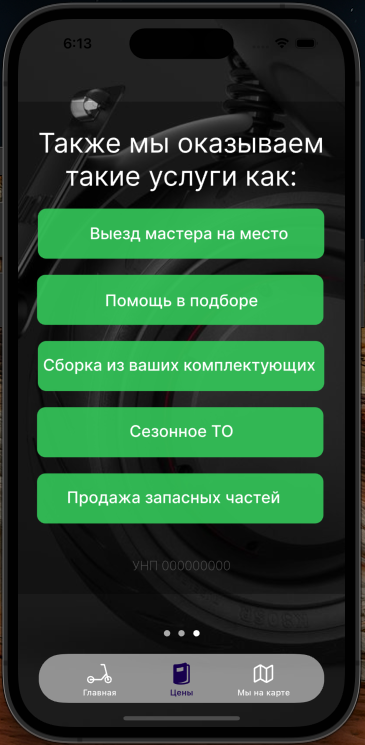 6:13
Также мы оказываем
такие услуги как:
Выезд мастера на место
Помощь в подборе
Сборка из ваших комплектующих
Сезонное ТО
Продажа запасных частей
УНП 000000000
Главная
Цены
Мы на карте